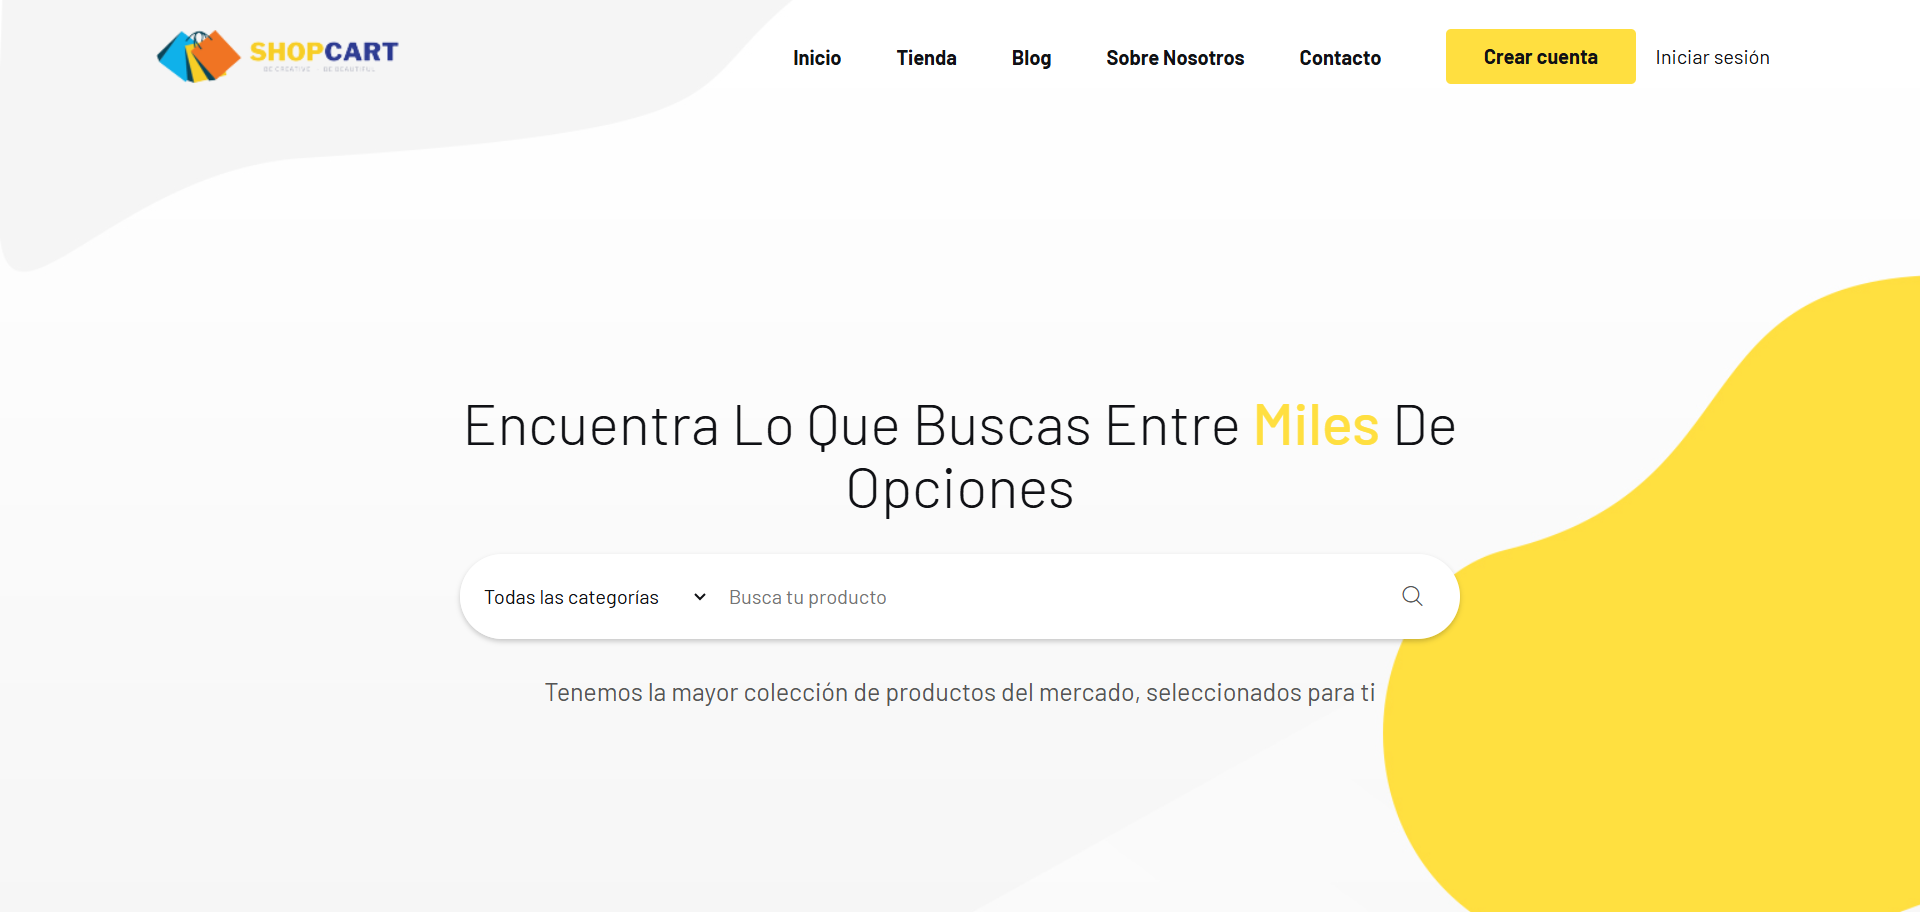 SHOPCART
BE CREATIVE BE BEAUTIFUL
Inicio
Tienda
Blog
Sobre Nosotros
Contacto
Crear cuenta
Iniciar sesión
Encuentra Lo Que Buscas Entre Miles De
Opciones
Todas las categorías
Busca tu producto
Tenemos la mayor colección de productos del mercado, seleccionados para ti